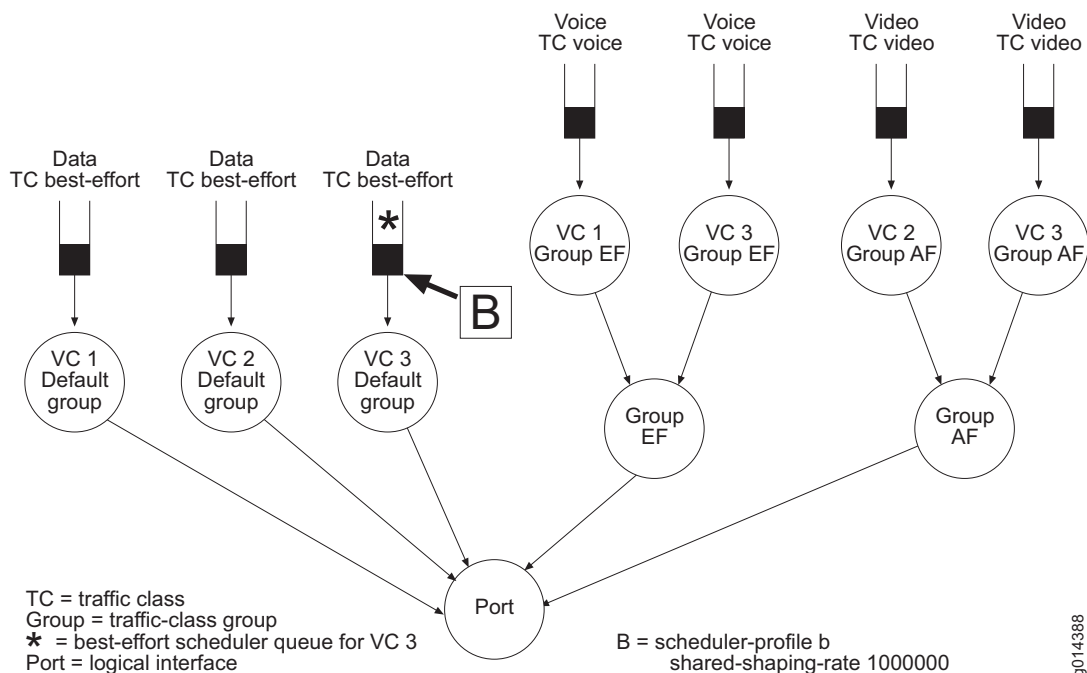 Voice
TC voice
Voice
TC voice
Video
TC video
Video
TC video
Data
TC best-effort
Data
TC best-effort
Data
TC best-effort
*
B
VC 1
Group EF
VC 3
Group EF
VC 2
Group AF
VC 3
Group AF
VC 1
Default
group
VC 2
Default
group
VC 3
Default
group
Group
EF
Group
AF
Port
TC = traffic class
Group = traffic-class group
* = best-effort scheduler queue for VC 3
Port = logical interface
B = scheduler-profile b
shared-shaping-rate 1000000
g014388